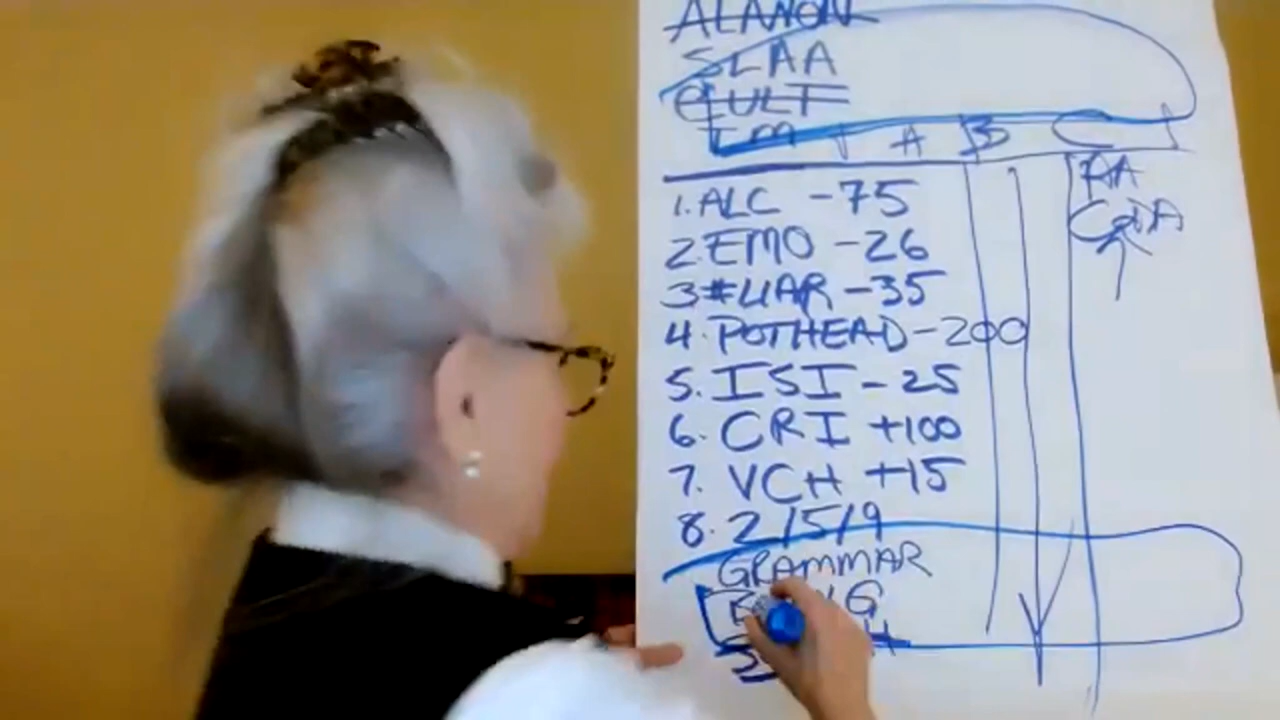 ALANON
SLAA
CULT
A B C
1. ALC -75
2. EMO -26
3 #LIAR -35
4. POTHEAD -200
5. ISI - 25
6. CRI +100
7. VCH +15
8. 2/5/9
GRAMMAR
AA
CODA